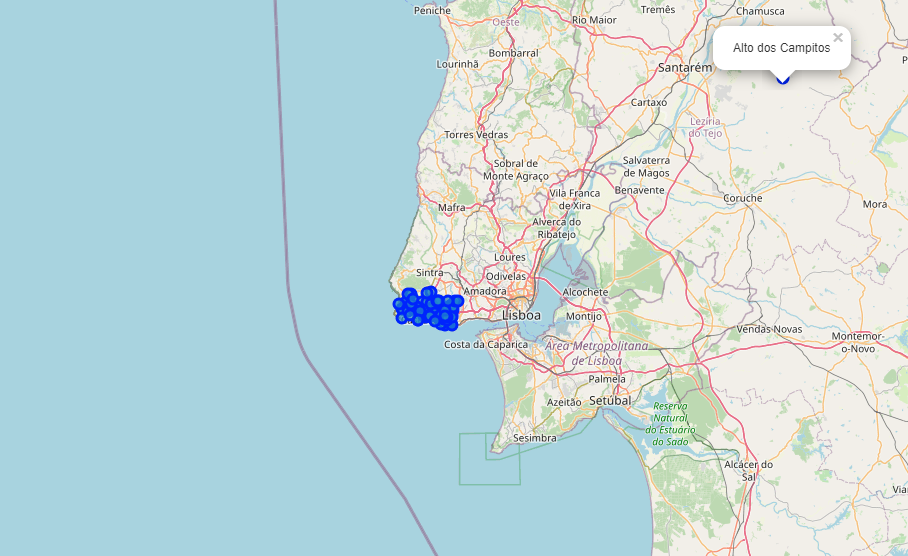 Peniche
Oeste
Rio Maior
Tremês
Chamusca
Bombarral
Lourinhã
Alto dos Campitos
×
Santarém
Cartaxo
Lezíria
do Tejo
Torres Vedras
Sobral de
Monte Agraço
Salvaterra
de Magos
Benavente
Coruche
Mora
Mafra
Vila Franca
de Xira
Alverca do
Ribatejo
Sintra
Loures
Odivelas
Amadora
Alcochete
Lisboa
Montijo
Vendas Novas
Montemor-
o-Novo
Costa da Caparica
Área Metropolitana
de Lisboa
Palmela
Azeitão
Setúbal
Reserva
Natural
do Estuário
do Sado
Sesimbra
Alcácer do
Sal